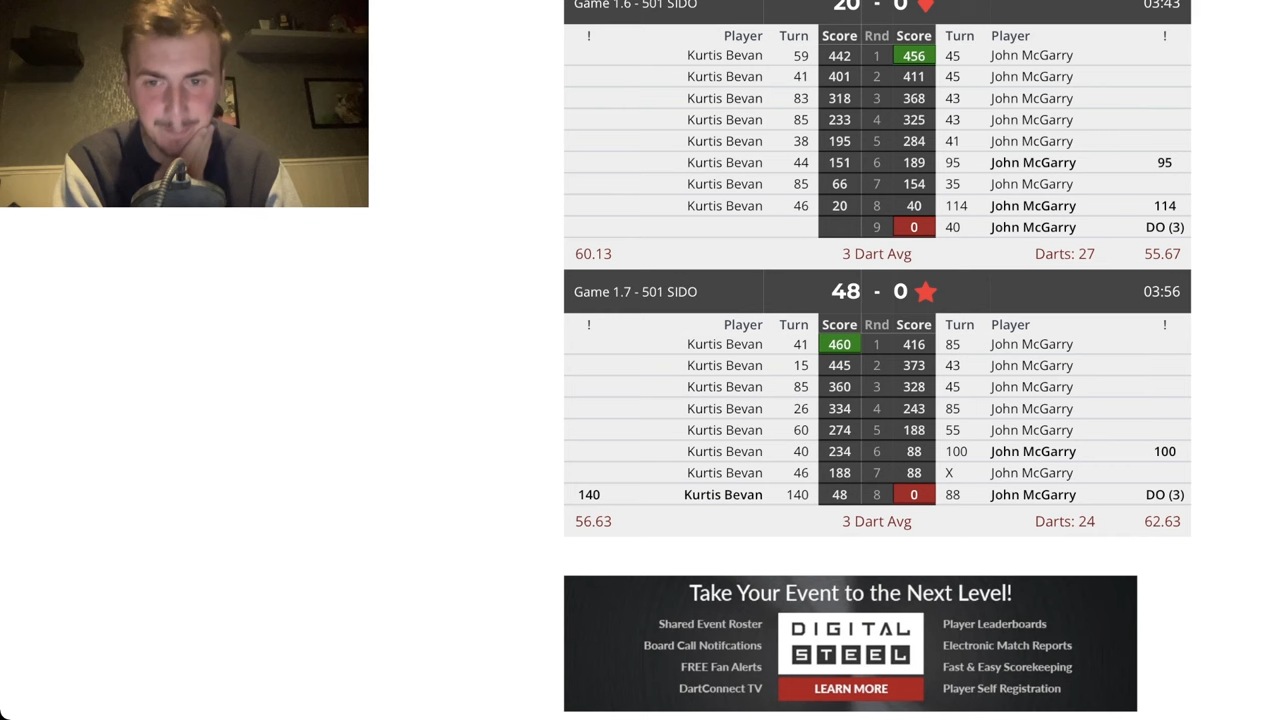 Game 1.6 - 501 SIDO 20 - 0 03:43
! Player Turn Score Rnd Score Turn Player !
Kurtis Bevan 59 442 1 456 45 John McGarry
Kurtis Bevan 41 401 2 411 45 John McGarry
Kurtis Bevan 83 318 3 368 43 John McGarry
Kurtis Bevan 85 233 4 325 43 John McGarry
Kurtis Bevan 38 195 5 284 41 John McGarry
Kurtis Bevan 44 151 6 189 95 John McGarry 95
Kurtis Bevan 85 66 7 154 35 John McGarry
Kurtis Bevan 46 20 8 40 114 John McGarry 114
9 0 40 John McGarry DO (3)
60.13 3 Dart Avg Darts: 27 55.67
Game 1.7 - 501 SIDO 48 - 0 03:56
! Player Turn Score Rnd Score Turn Player !
Kurtis Bevan 41 460 1 416 85 John McGarry
Kurtis Bevan 15 445 2 373 43 John McGarry
Kurtis Bevan 85 360 3 328 45 John McGarry
Kurtis Bevan 26 334 4 243 85 John McGarry
Kurtis Bevan 60 274 5 188 55 John McGarry
Kurtis Bevan 40 234 6 88 100 John McGarry 100
Kurtis Bevan 46 188 7 88 X John McGarry
140 Kurtis Bevan 140 48 8 0 88 John McGarry DO (3)
56.63 3 Dart Avg Darts: 24 62.63
Take Your Event to the Next Level!
Shared Event Roster
Board Call Notifcations
FREE Fan Alerts
DartConnect TV
DIGITAL
STEEL
LEARN MORE
Player Leaderboards
Electronic Match Reports
Fast & Easy Scorekeeping
Player Self Registration